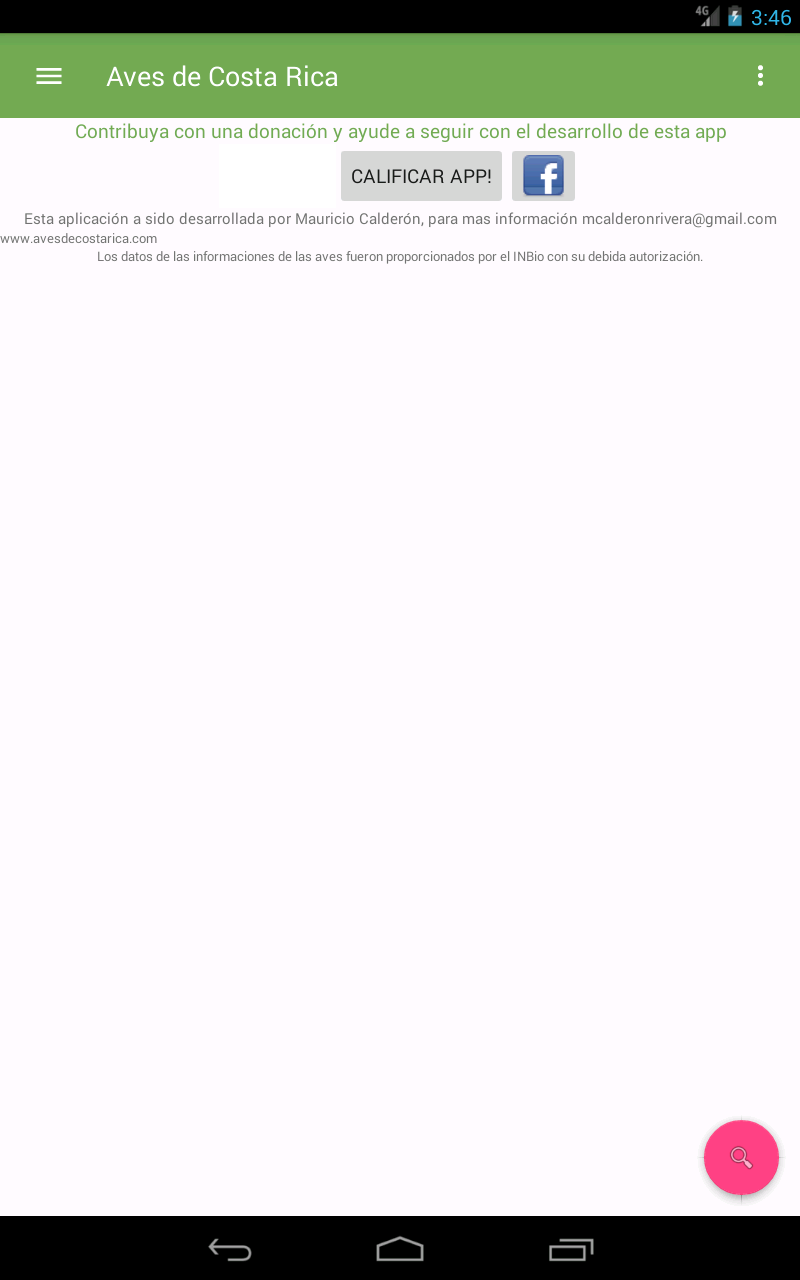 4G 3:46
Aves de Costa Rica
Contribuya con una donación y ayude a seguir con el desarrollo de esta app
CALIFICAR APP!
Esta aplicación a sido desarrollada por Mauricio Calderón, para mas información mcalderonrivera@gmail.com
www.avesdecostarica.com
Los datos de las informaciones de las aves fueron proporcionados por el INBio con su debida autorización.